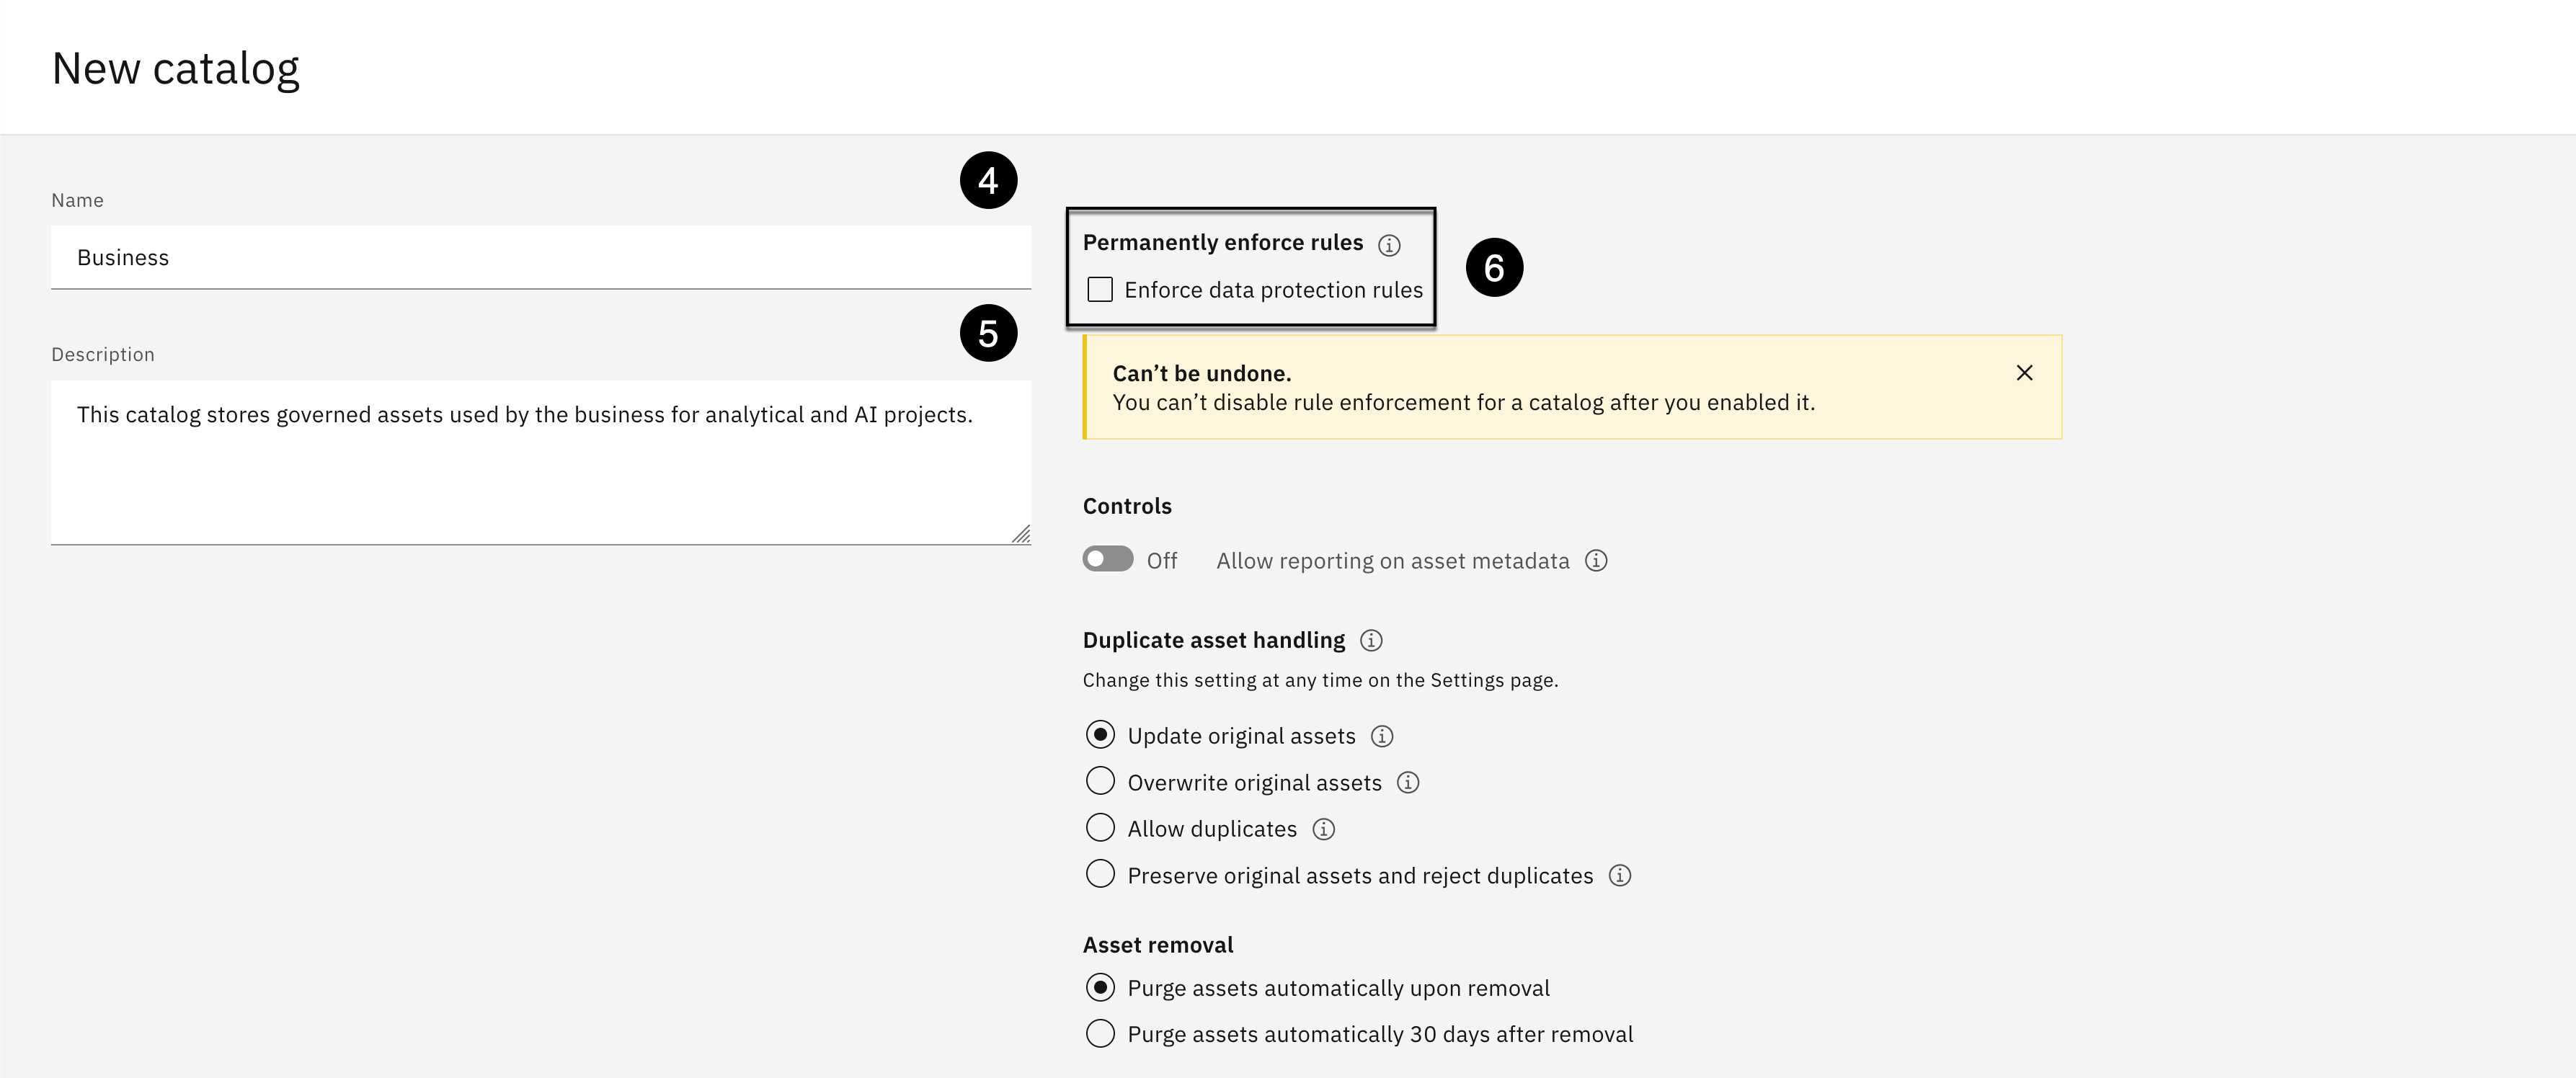 New catalog
4
Name
Business
5
Description
This catalog stores governed assets used by the business for analytical and AI projects.
Permanently enforce rules
Enforce data protection rules
6
Can’t be undone.
You can’t disable rule enforcement for a catalog after you enabled it.
Controls
Off Allow reporting on asset metadata
Duplicate asset handling
Change this setting at any time on the Settings page.
Update original assets
Overwrite original assets
Allow duplicates
Preserve original assets and reject duplicates
Asset removal
Purge assets automatically upon removal
Purge assets automatically 30 days after removal